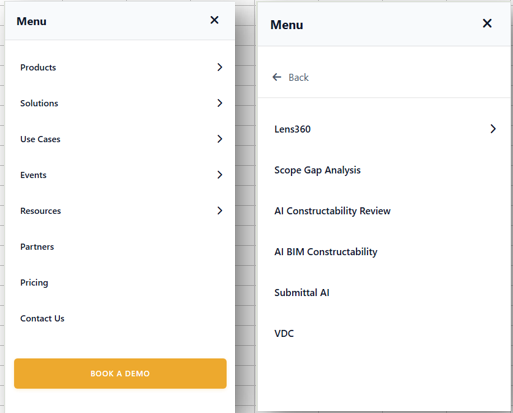 Menu
Products
Solutions
Use Cases
Events
Resources
Partners
Pricing
Contact Us
BOOK A DEMO
Menu
Back
Lens360
Scope Gap Analysis
AI Constructability Review
AI BIM Constructability
Submittal AI
VDC